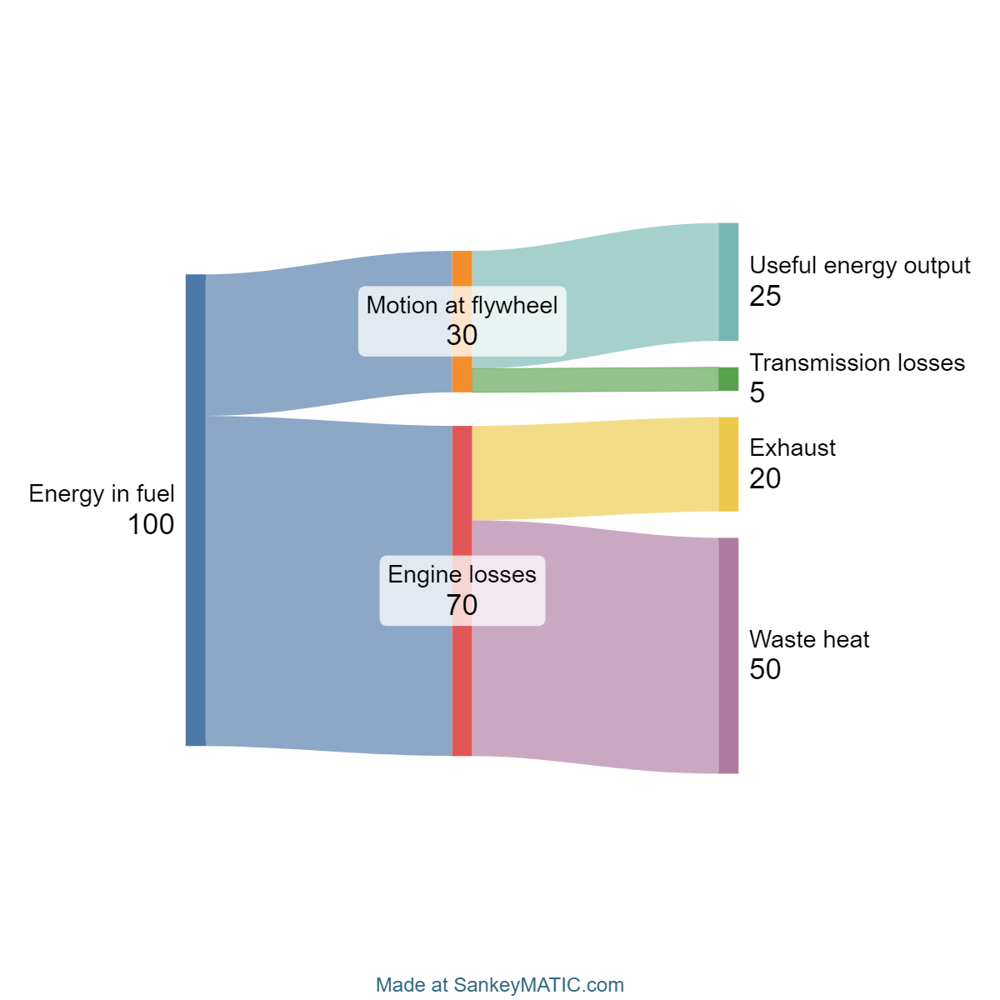 Useful energy output
25
Motion at flywheel
30
Transmission losses
5
Exhaust
20
Energy in fuel
100
Engine losses
70
Waste heat
50
Made at SankeyMATIC.com